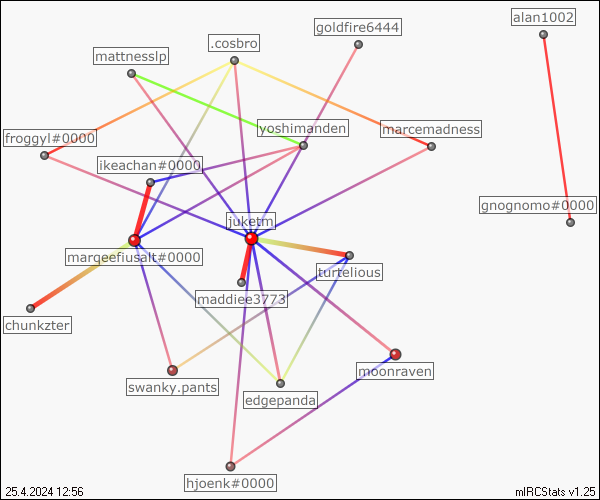 alan1002
goldfire6444
.cosbro
mattnesslp
yoshimanden
marcemadness
froggyl#0000
ikeachan#0000
gnognomo#0000
juketm
marqeefiusalt#0000
turtelious
maddiee3773
chunkzter
moonraven
swanky.pants
edgepanda
hjoenk#0000
25.4.2024 12:56
mIRCStats v1.25